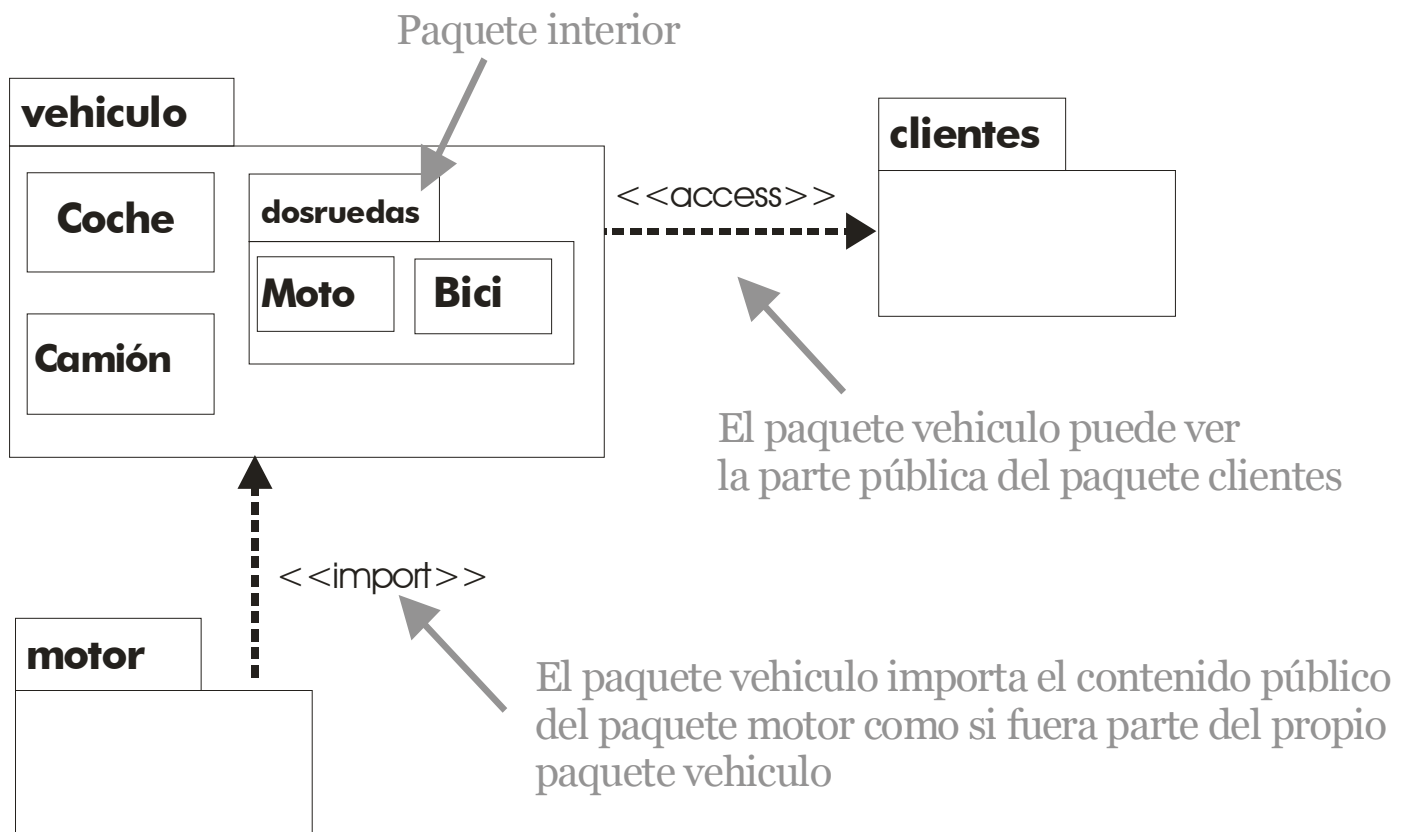 Paquete interior
vehiculo
clientes
Coche
dosruedas
<<access>>
Moto
Bici
Camión
El paquete vehiculo puede ver
la parte pública del paquete clientes
<<import>>
motor
El paquete vehiculo importa el contenido público
del paquete motor como si fuera parte del propio
paquete vehiculo